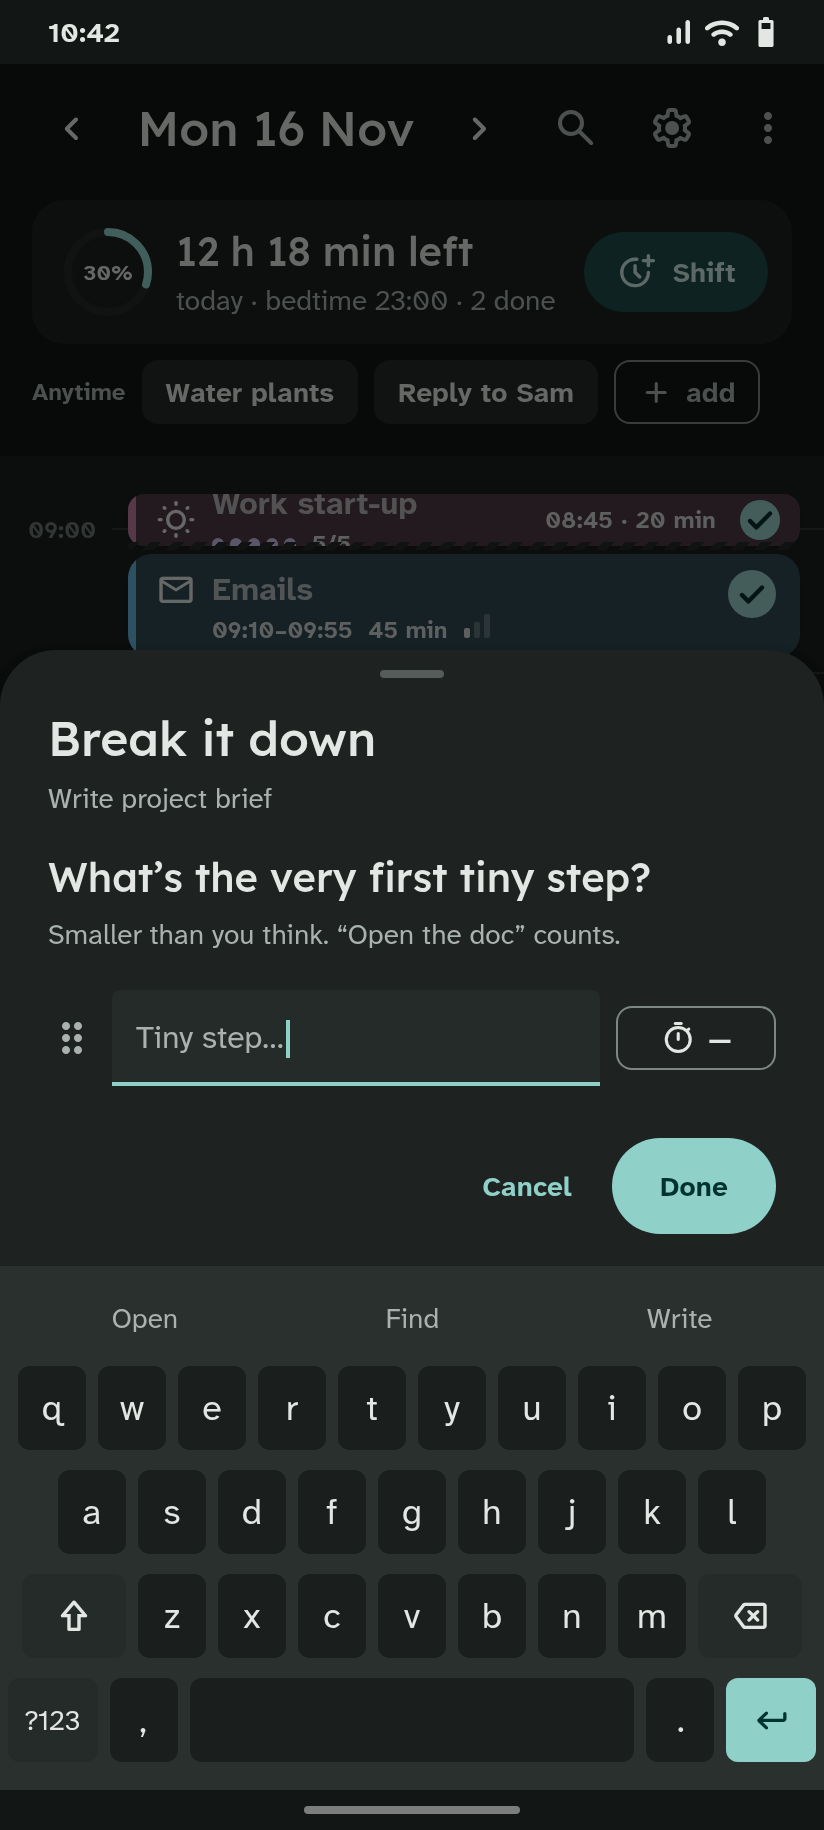 10:42
Mon 16 Nov
30%
12 h 18 min left
today · bedtime 23:00 · 2 done
Shift
Anytime
Water plants
Reply to Sam
+ add
09:00
Work start-up
5/5
08:45 · 20 min
Emails
09:10–09:55 45 min
Break it down
Write project brief
What’s the very first tiny step?
Smaller than you think. “Open the doc” counts.
Tiny step...
–
Cancel
Done
Open Find Write
q w e r t y u i o p
a s d f g h j k l
z x c v b n m
?123 , .